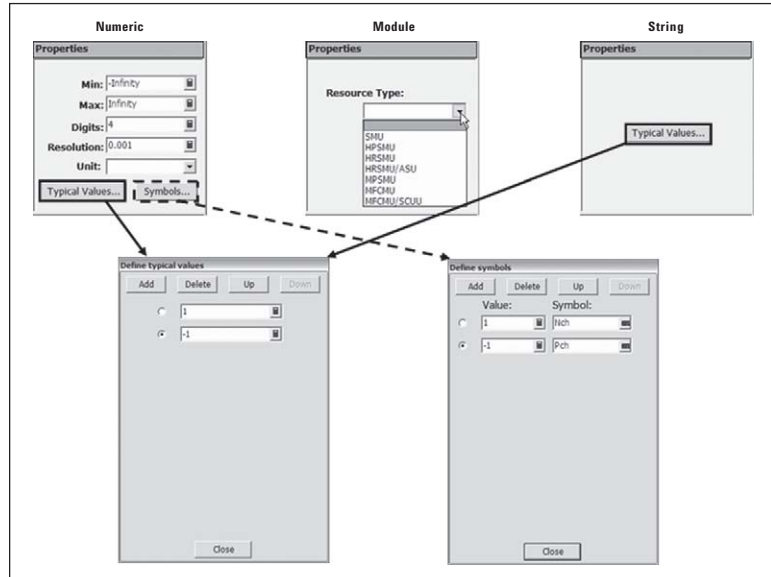 Numeric
Module
String
Properties
Min: -Infinity
Max: Infinity
Digits: 4
Resolution: 0.001
Unit:
Typical Values...
Symbols...
Properties
Resource Type:
SMU
HPSMU
HRSMU
HRSMU/ASU
MPSMU
MFCMU
MFCMU/SCUU
Properties
Typical Values...
Define typical values
Add Delete Up Down
1
-1
Close
Define symbols
Add Delete Up Down
Value: Symbol:
1 Nch
-1 Pch
Close